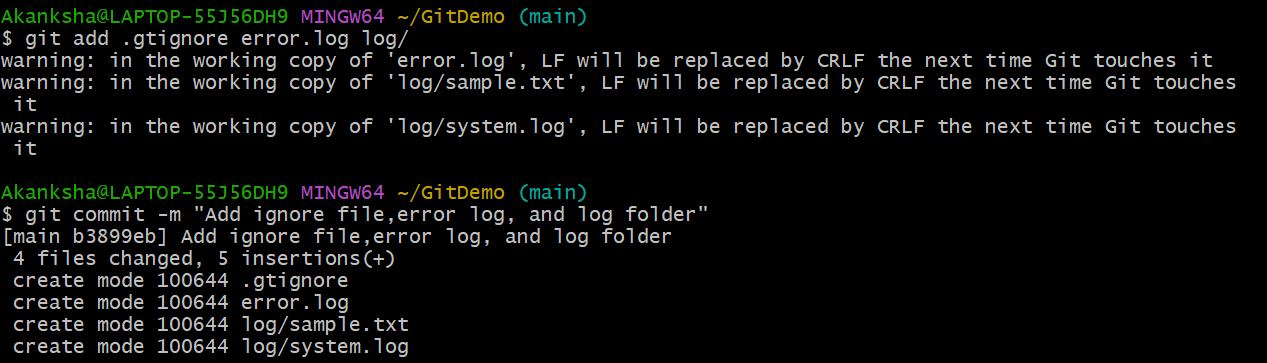 Akanksha@LAPTOP-55J56DH9 MINGW64 ~/GitDemo (main)
$ git add .gtignore error.log log/
warning: in the working copy of 'error.log', LF will be replaced by CRLF the next time Git touches it
warning: in the working copy of 'log/sample.txt', LF will be replaced by CRLF the next time Git touches
 it
warning: in the working copy of 'log/system.log', LF will be replaced by CRLF the next time Git touches
 it
Akanksha@LAPTOP-55J56DH9 MINGW64 ~/GitDemo (main)
$ git commit -m "Add ignore file,error log, and log folder"
[main b3899eb] Add ignore file,error log, and log folder
 4 files changed, 5 insertions(+)
 create mode 100644 .gtignore
 create mode 100644 error.log
 create mode 100644 log/sample.txt
 create mode 100644 log/system.log